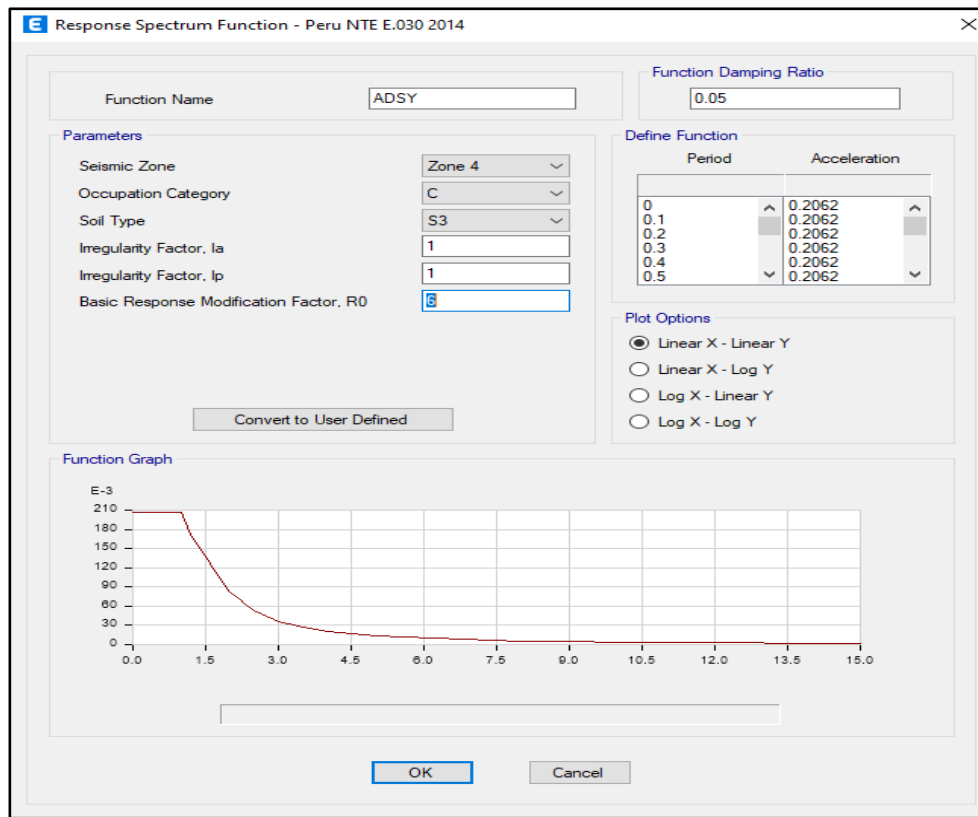 E Response Spectrum Function - Peru NTE E.030 2014
Function Name ADSY
Function Damping Ratio
0.05
Parameters
Seismic Zone Zone 4
Occupation Category C
Soil Type S3
Irregularity Factor, Ia 1
Irregularity Factor, Ip 1
Basic Response Modification Factor, R0 6
Convert to User Defined
Define Function
Period Acceleration
0 0.2062
0.1 0.2062
0.2 0.2062
0.3 0.2062
0.4 0.2062
0.5 0.2062
Plot Options
Linear X - Linear Y
Linear X - Log Y
Log X - Linear Y
Log X - Log Y
Function Graph
E-3
210
180
150
120
90
60
30
0
0.0 1.5 3.0 4.5 6.0 7.5 9.0 10.5 12.0 13.5 15.0
OK Cancel